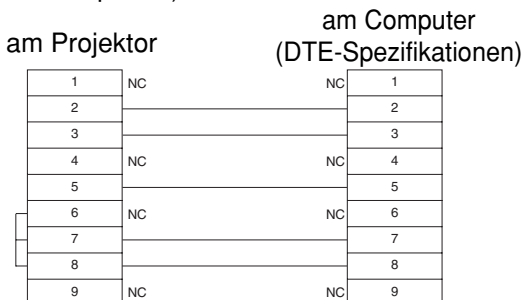 am Projektor
am Computer
(DTE-Spezifikationen)
1 NC NC 1
2 2
3 3
4 NC NC 4
5 5
6 NC NC 6
7 7
8 8
9 NC NC 9